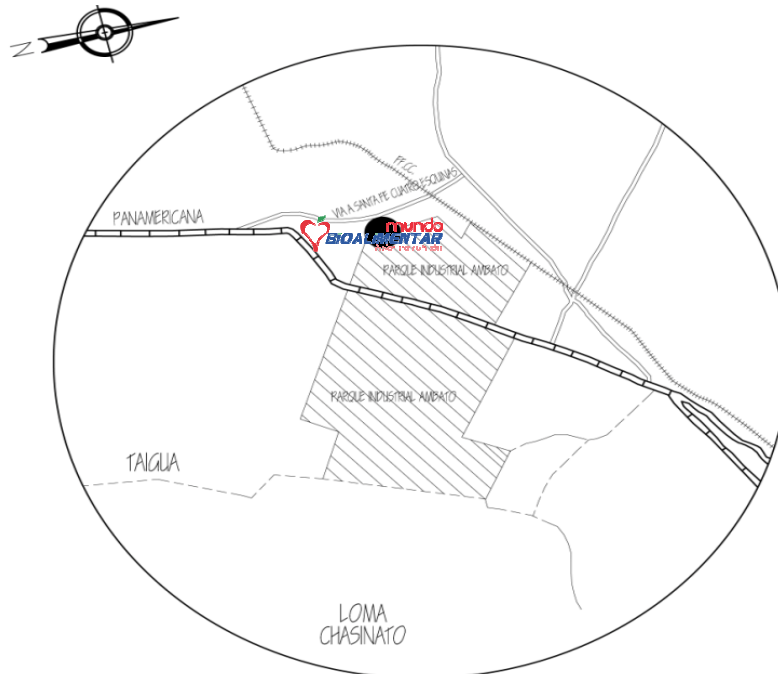 N
FF.CC
VIA A SANTA FE CUATRO ESQUINAS
PANAMERICANA
mundo
BIOALIMENTAR
PARQUE INDUSTRIAL AMBATO
PARQUE INDUSTRIAL AMBATO
TAIGUA
LOMA
CHASINATO